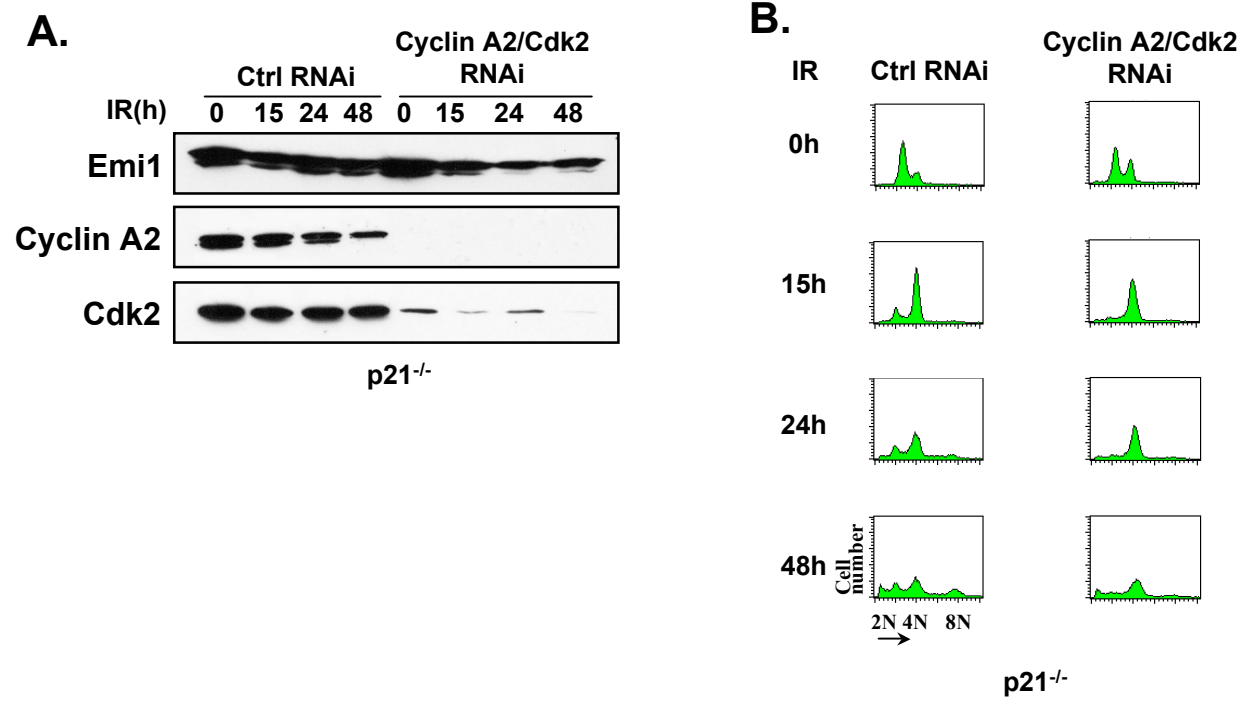 A.
Ctrl RNAi
Cyclin A2/Cdk2
RNAi
IR(h) 0 15 24 48 0 15 24 48
Emi1
Cyclin A2
Cdk2
p21-/-
B.
IR Ctrl RNAi
Cyclin A2/Cdk2
RNAi
0h
15h
24h
48h
Cell
number
2N 4N 8N
p21-/-